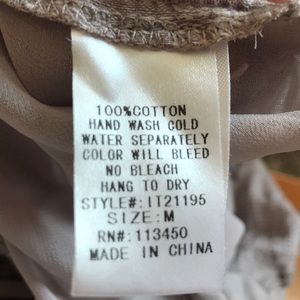 100%COTTON
HAND WASH COLD
WATER SEPARATELY
COLOR WILL BLEED
NO BLEACH
HANG TO DRY
STYLE#:IT21195
SIZE:M
RN#:113450
MADE IN CHINA